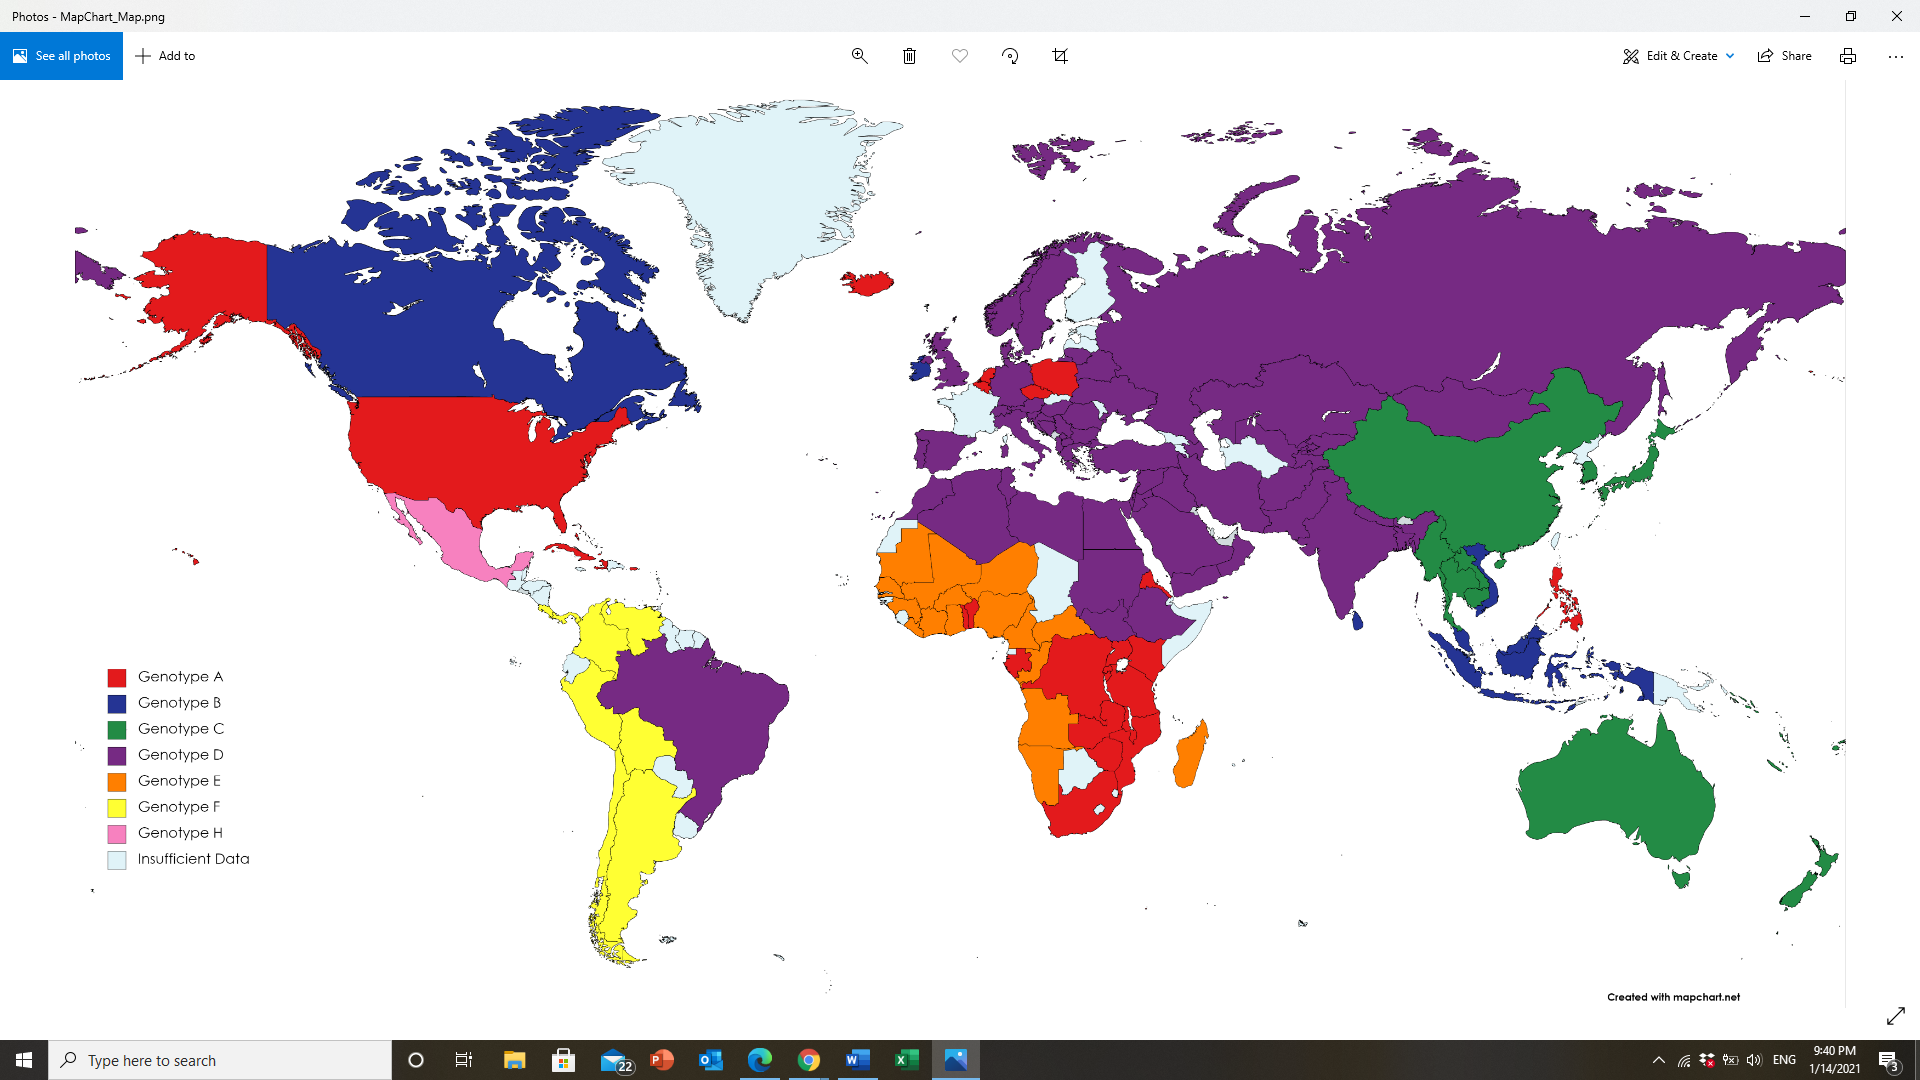 Photos - MapChart_Map.png
See all photos
Add to
Edit & Create
Share
Genotype A
Genotype B
Genotype C
Genotype D
Genotype E
Genotype F
Genotype H
Insufficient Data
Created with mapchart.net
Type here to search
22
ENG
9:40 PM
1/14/2021
3